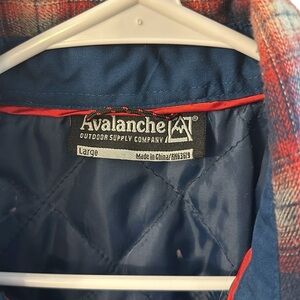 Avalanche
OUTDOOR SUPPLY COMPANY
Large
Made in China/